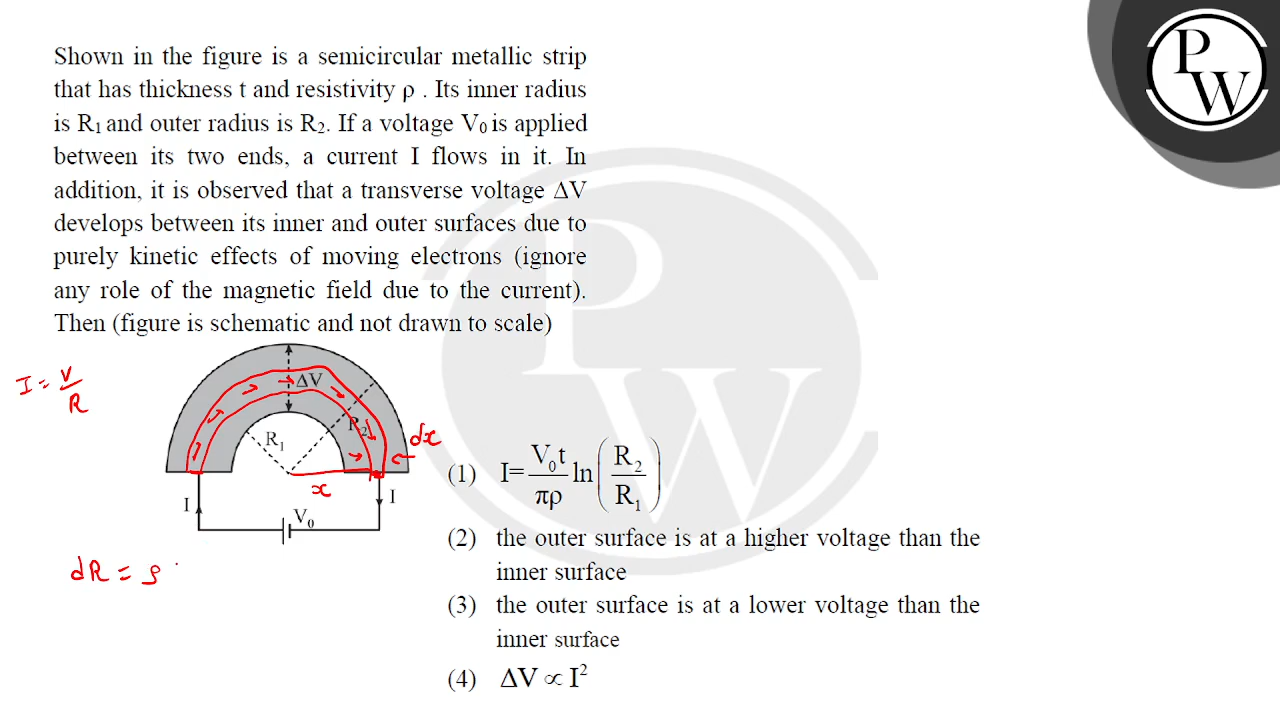 Shown in the figure is a semicircular metallic strip
that has thickness t and resistivity ρ . Its inner radius
is R₁ and outer radius is R₂. If a voltage V₀ is applied
between its two ends, a current I flows in it. In
addition, it is observed that a transverse voltage ΔV
develops between its inner and outer surfaces due to
purely kinetic effects of moving electrons (ignore
any role of the magnetic field due to the current).
Then (figure is schematic and not drawn to scale)
I = V/R
ΔV
R₁
R₂
dx
x
I
I
V₀
dR = ρ
(1) I=V₀t/πρ ln(R₂/R₁)
(2) the outer surface is at a higher voltage than the
inner surface
(3) the outer surface is at a lower voltage than the
inner surface
(4) ΔV ∝ I²
P
W
P
W